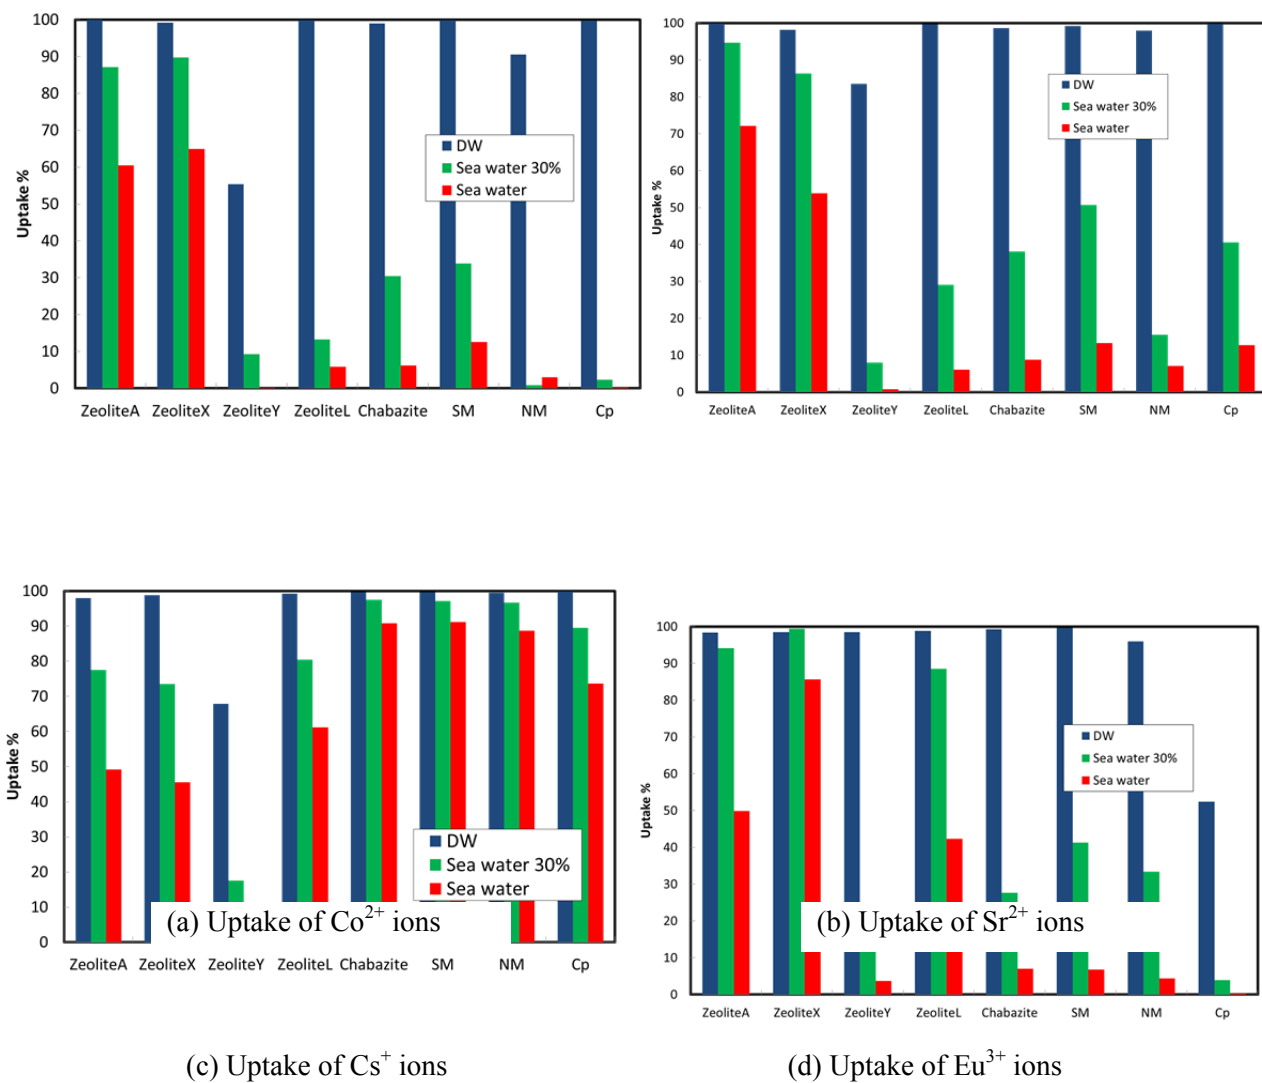 100
90
80
70
60
50
40
30
20
10
0
Uptake %
DW
Sea water 30%
Sea water
ZeoliteA ZeoliteX ZeoliteY ZeoliteL Chabazite SM NM Cp
100
90
80
70
60
50
40
30
20
10
0
Uptake %
DW
Sea water 30%
Sea water
ZeoliteA ZeoliteX ZeoliteY ZeoliteL Chabazite SM NM Cp
100
90
80
70
60
50
40
30
20
10
0
Uptake %
DW
Sea water 30%
Sea water
(a) Uptake of Co²⁺ ions
ZeoliteA ZeoliteX ZeoliteY ZeoliteL Chabazite SM NM Cp
100
90
80
70
60
50
40
30
20
10
0
Uptake %
DW
Sea water 30%
Sea water
(b) Uptake of Sr²⁺ ions
ZeoliteA ZeoliteX ZeoliteY ZeoliteL Chabazite SM NM Cp
(c) Uptake of Cs⁺ ions
(d) Uptake of Eu³⁺ ions